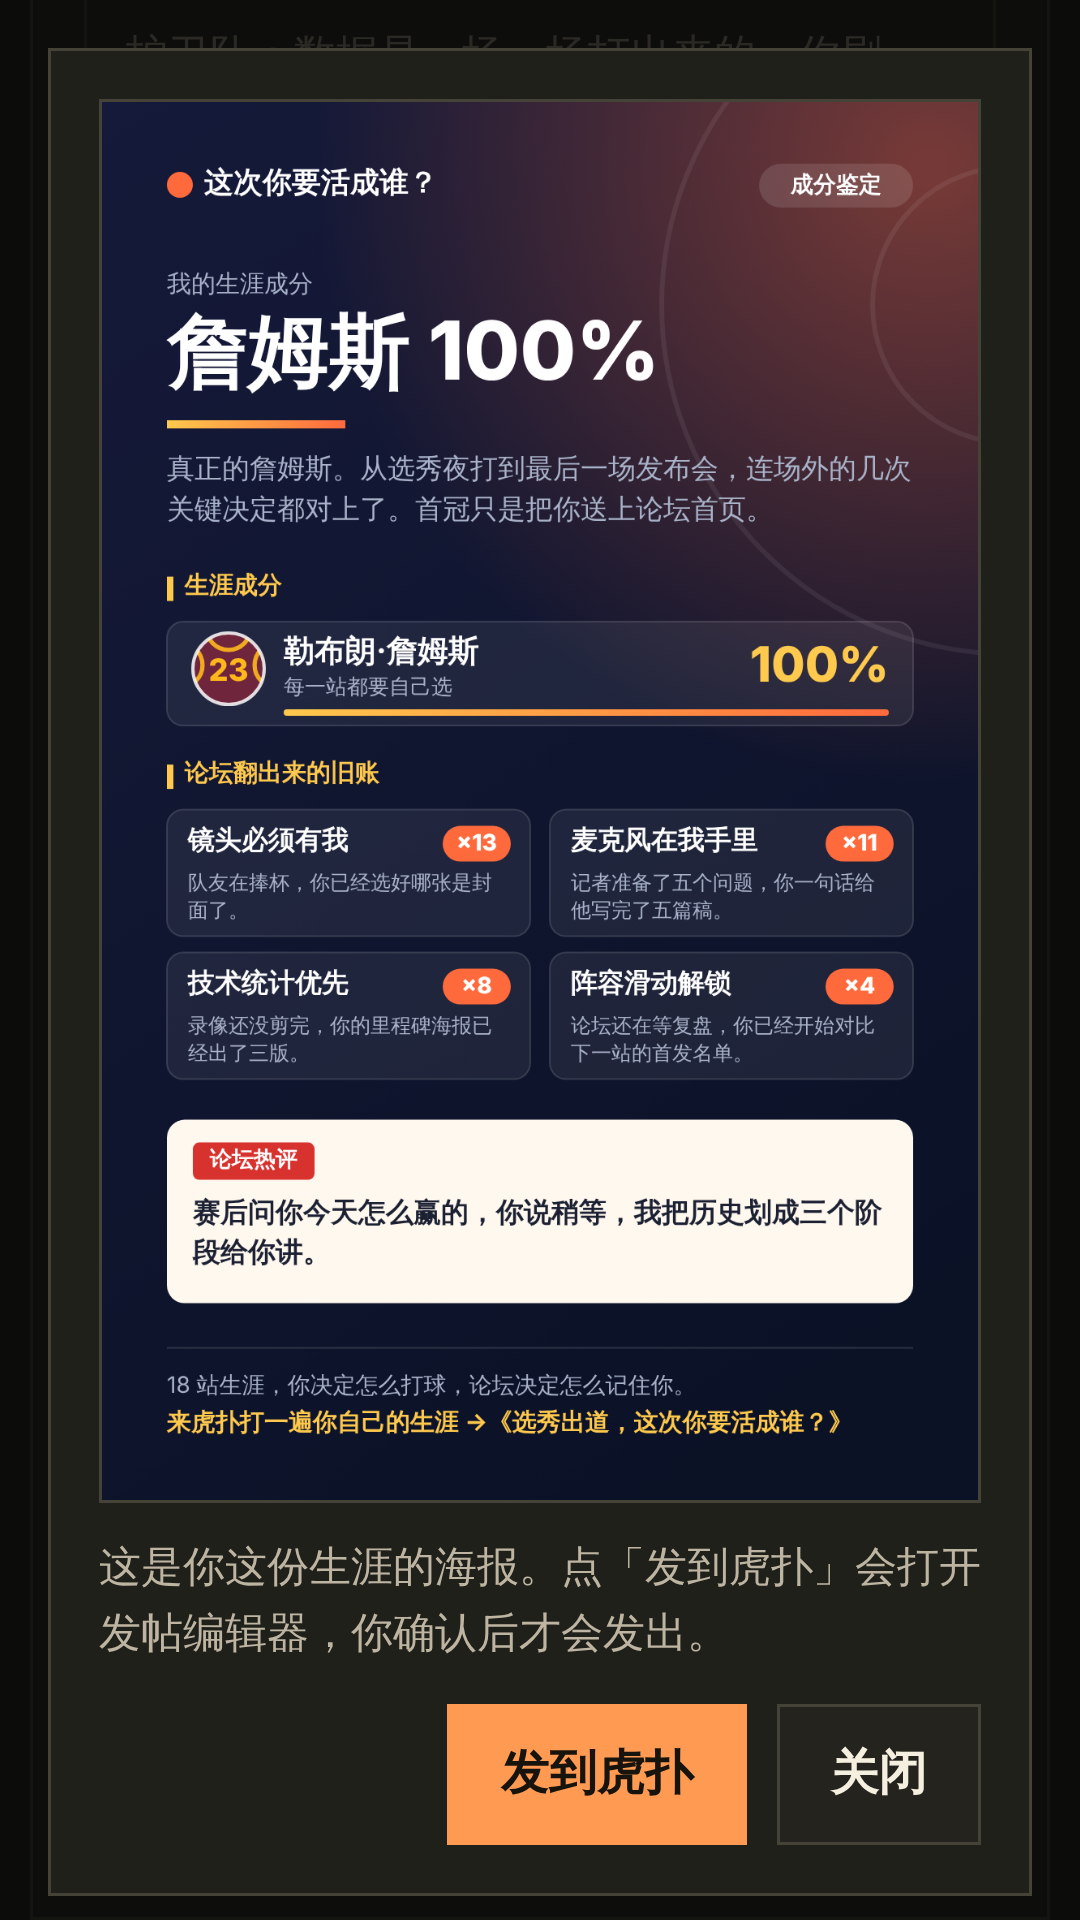 这次你要活成谁？
成分鉴定
我的生涯成分
詹姆斯 100%
真正的詹姆斯。从选秀夜打到最后一场发布会，连场外的几次
关键决定都对上了。首冠只是把你送上论坛首页。
生涯成分
23
勒布朗·詹姆斯
每一站都要自己选
100%
论坛翻出来的旧账
镜头必须有我
×13
队友在捧杯，你已经选好哪张是封
面了。
麦克风在我手里
×11
记者准备了五个问题，你一句话给
他写完了五篇稿。
技术统计优先
×8
录像还没剪完，你的里程碑海报已
经出了三版。
阵容滑动解锁
×4
论坛还在等复盘，你已经开始对比
下一站的首发名单。
论坛热评
赛后问你今天怎么赢的，你说稍等，我把历史划成三个阶
段给你讲。
18 站生涯，你决定怎么打球，论坛决定怎么记住你。
来虎扑打一遍你自己的生涯 →《选秀出道，这次你要活成谁？》
这是你这份生涯的海报。点「发到虎扑」会打开
发帖编辑器，你确认后才会发出。
发到虎扑
关闭